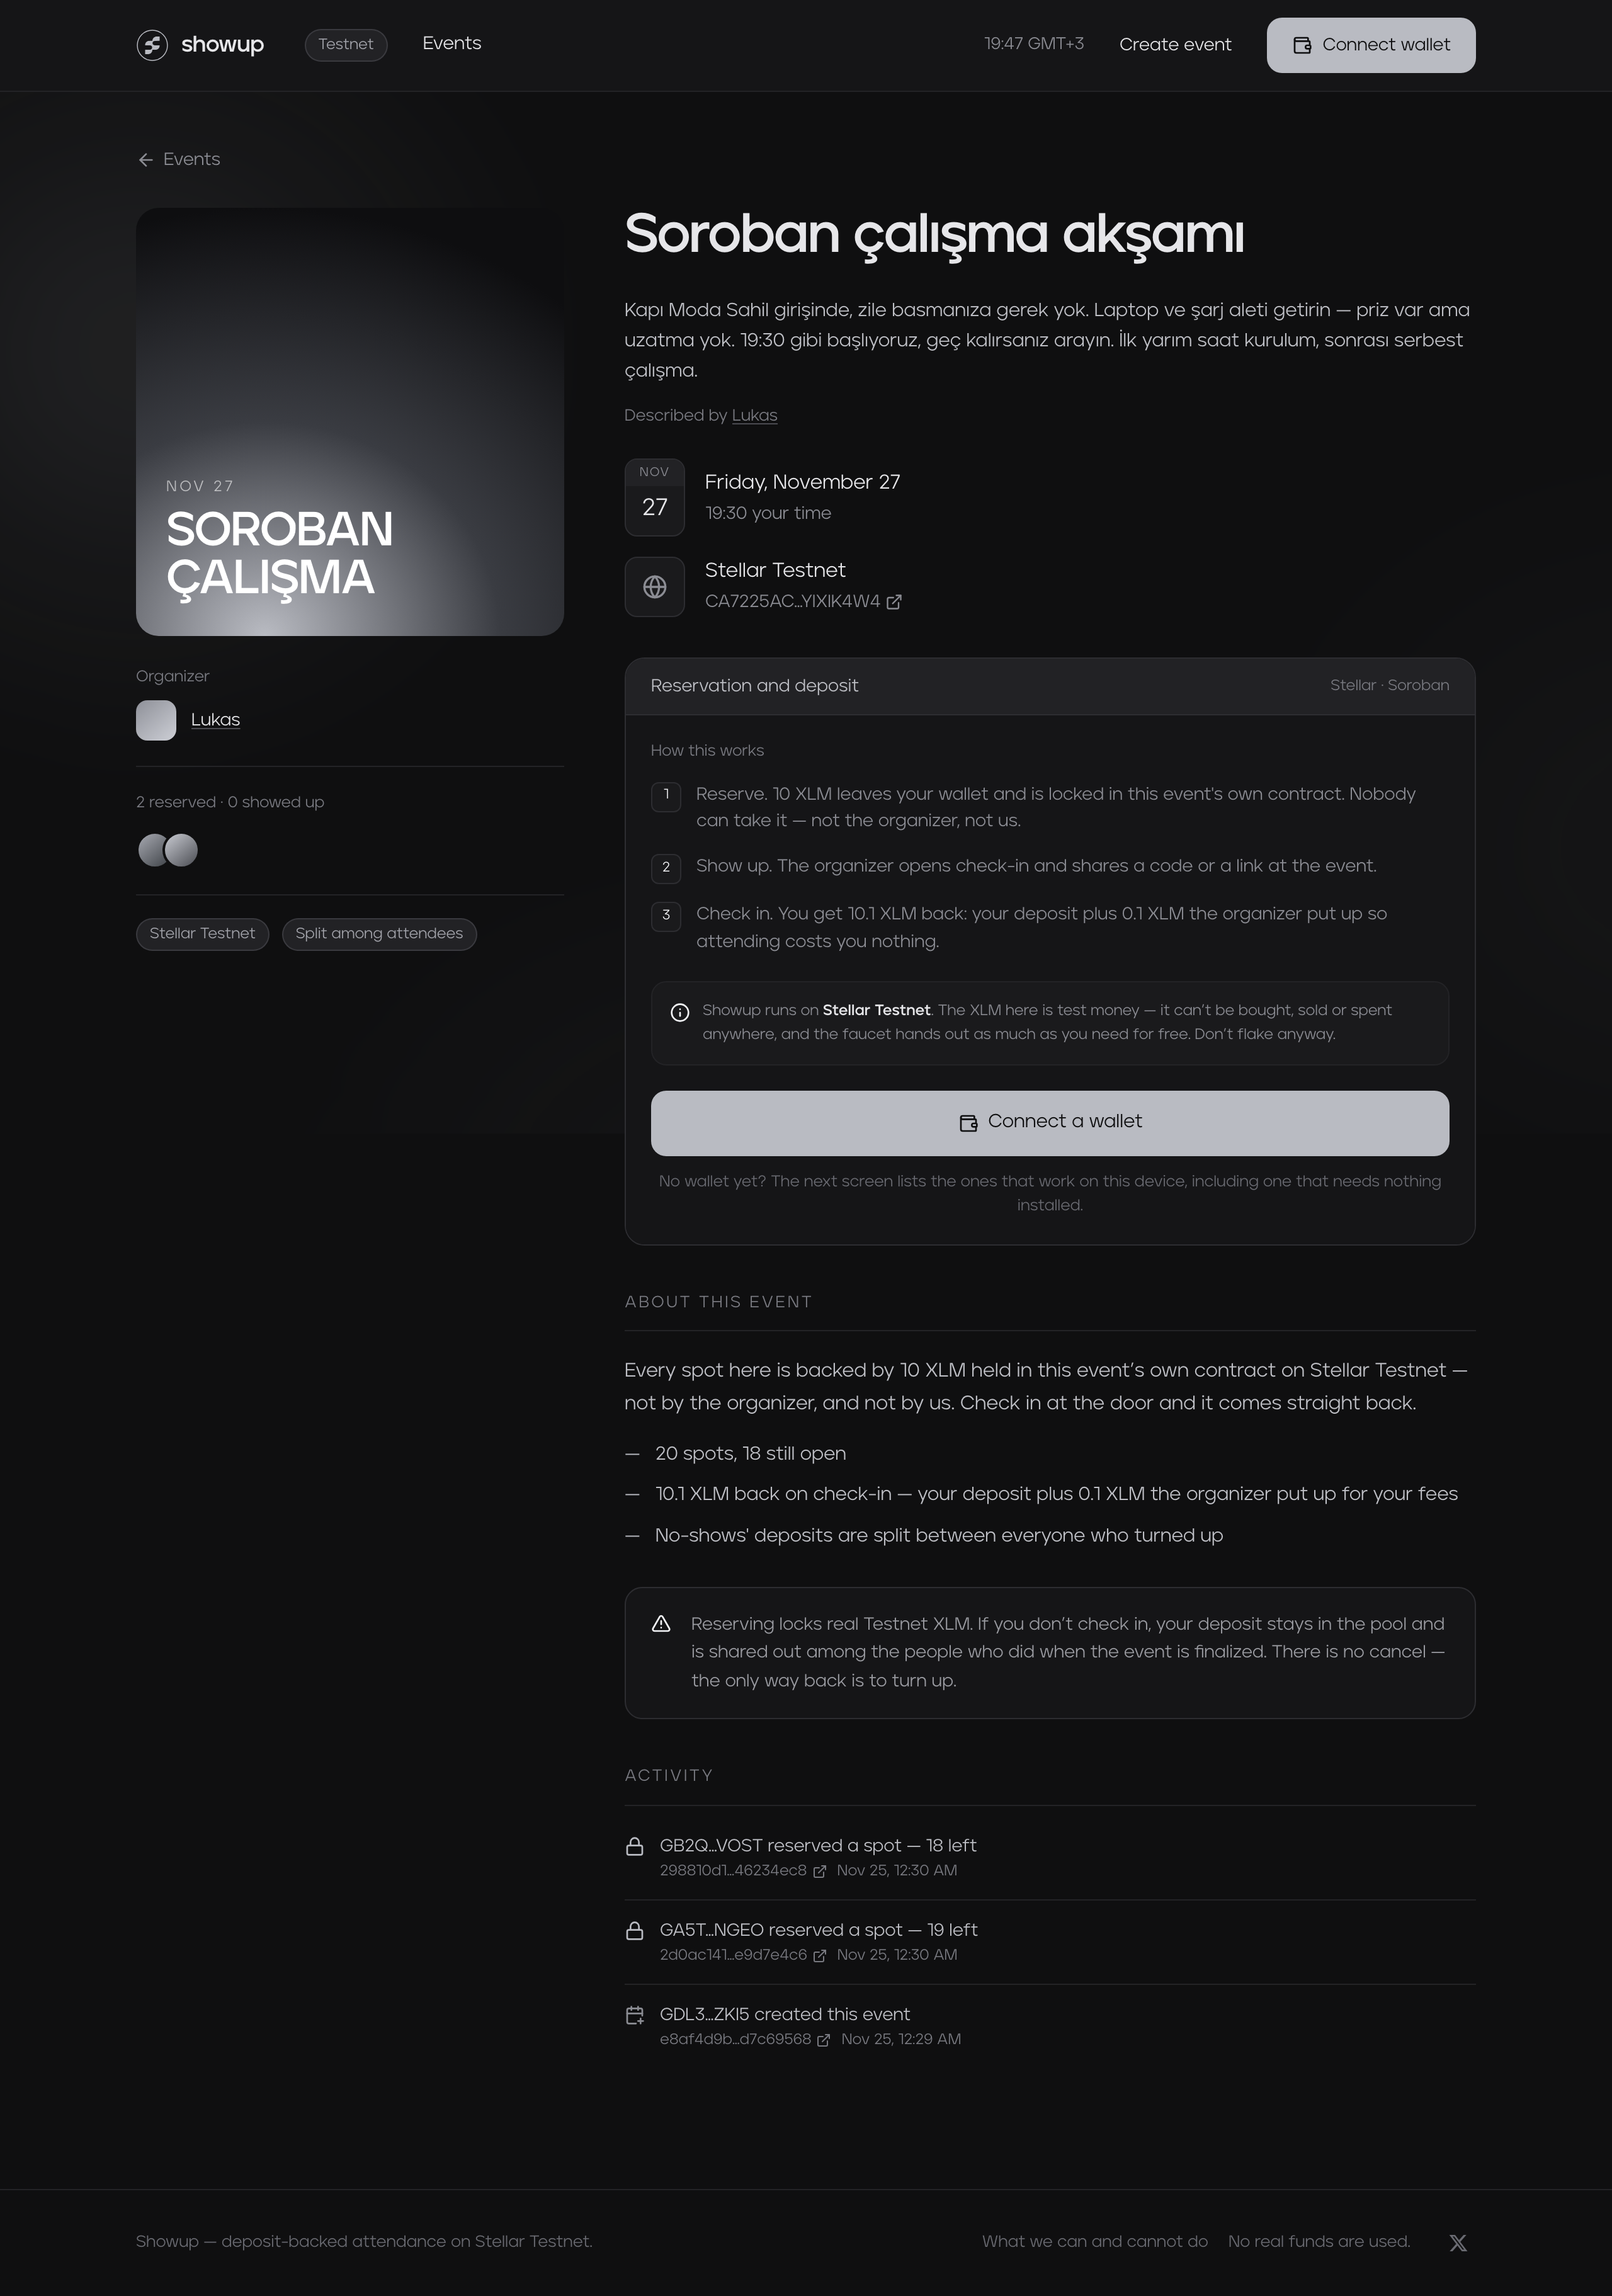 showup
Testnet
Events
19:47 GMT+3
Create event
Connect wallet
Events
NOV 27
SOROBAN
ÇALIŞMA
Organizer
Lukas
2 reserved · 0 showed up
Stellar Testnet
Split among attendees
Soroban çalışma akşamı
Kapı Moda Sahil girişinde, zile basmanıza gerek yok. Laptop ve şarj aleti getirin — priz var ama
uzatma yok. 19:30 gibi başlıyoruz, geç kalırsanız arayın. İlk yarım saat kurulum, sonrası serbest
çalışma.
Described by Lukas
NOV
27
Friday, November 27
19:30 your time
Stellar Testnet
CA7225AC…YIXIK4W4
Reservation and deposit
Stellar · Soroban
How this works
1 Reserve. 10 XLM leaves your wallet and is locked in this event's own contract. Nobody
can take it — not the organizer, not us.
2 Show up. The organizer opens check-in and shares a code or a link at the event.
3 Check in. You get 10.1 XLM back: your deposit plus 0.1 XLM the organizer put up so
attending costs you nothing.
Showup runs on Stellar Testnet. The XLM here is test money — it can’t be bought, sold or spent
anywhere, and the faucet hands out as much as you need for free. Don’t flake anyway.
Connect a wallet
No wallet yet? The next screen lists the ones that work on this device, including one that needs nothing
installed.
ABOUT THIS EVENT
Every spot here is backed by 10 XLM held in this event’s own contract on Stellar Testnet —
not by the organizer, and not by us. Check in at the door and it comes straight back.
— 20 spots, 18 still open
— 10.1 XLM back on check-in — your deposit plus 0.1 XLM the organizer put up for your fees
— No-shows' deposits are split between everyone who turned up
Reserving locks real Testnet XLM. If you don’t check in, your deposit stays in the pool and
is shared out among the people who did when the event is finalized. There is no cancel —
the only way back is to turn up.
ACTIVITY
GB2Q…VOST reserved a spot — 18 left
298810d1…46234ec8 Nov 25, 12:30 AM
GA5T…NGEO reserved a spot — 19 left
2d0ac141…e9d7e4c6 Nov 25, 12:30 AM
GDL3…ZKI5 created this event
e8af4d9b…d7c69568 Nov 25, 12:29 AM
Showup — deposit-backed attendance on Stellar Testnet.
What we can and cannot do
No real funds are used.